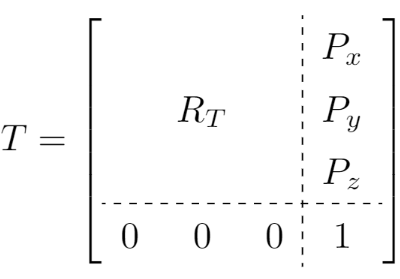 P_x
R_T P_y
T =
P_z
0 0 0 1